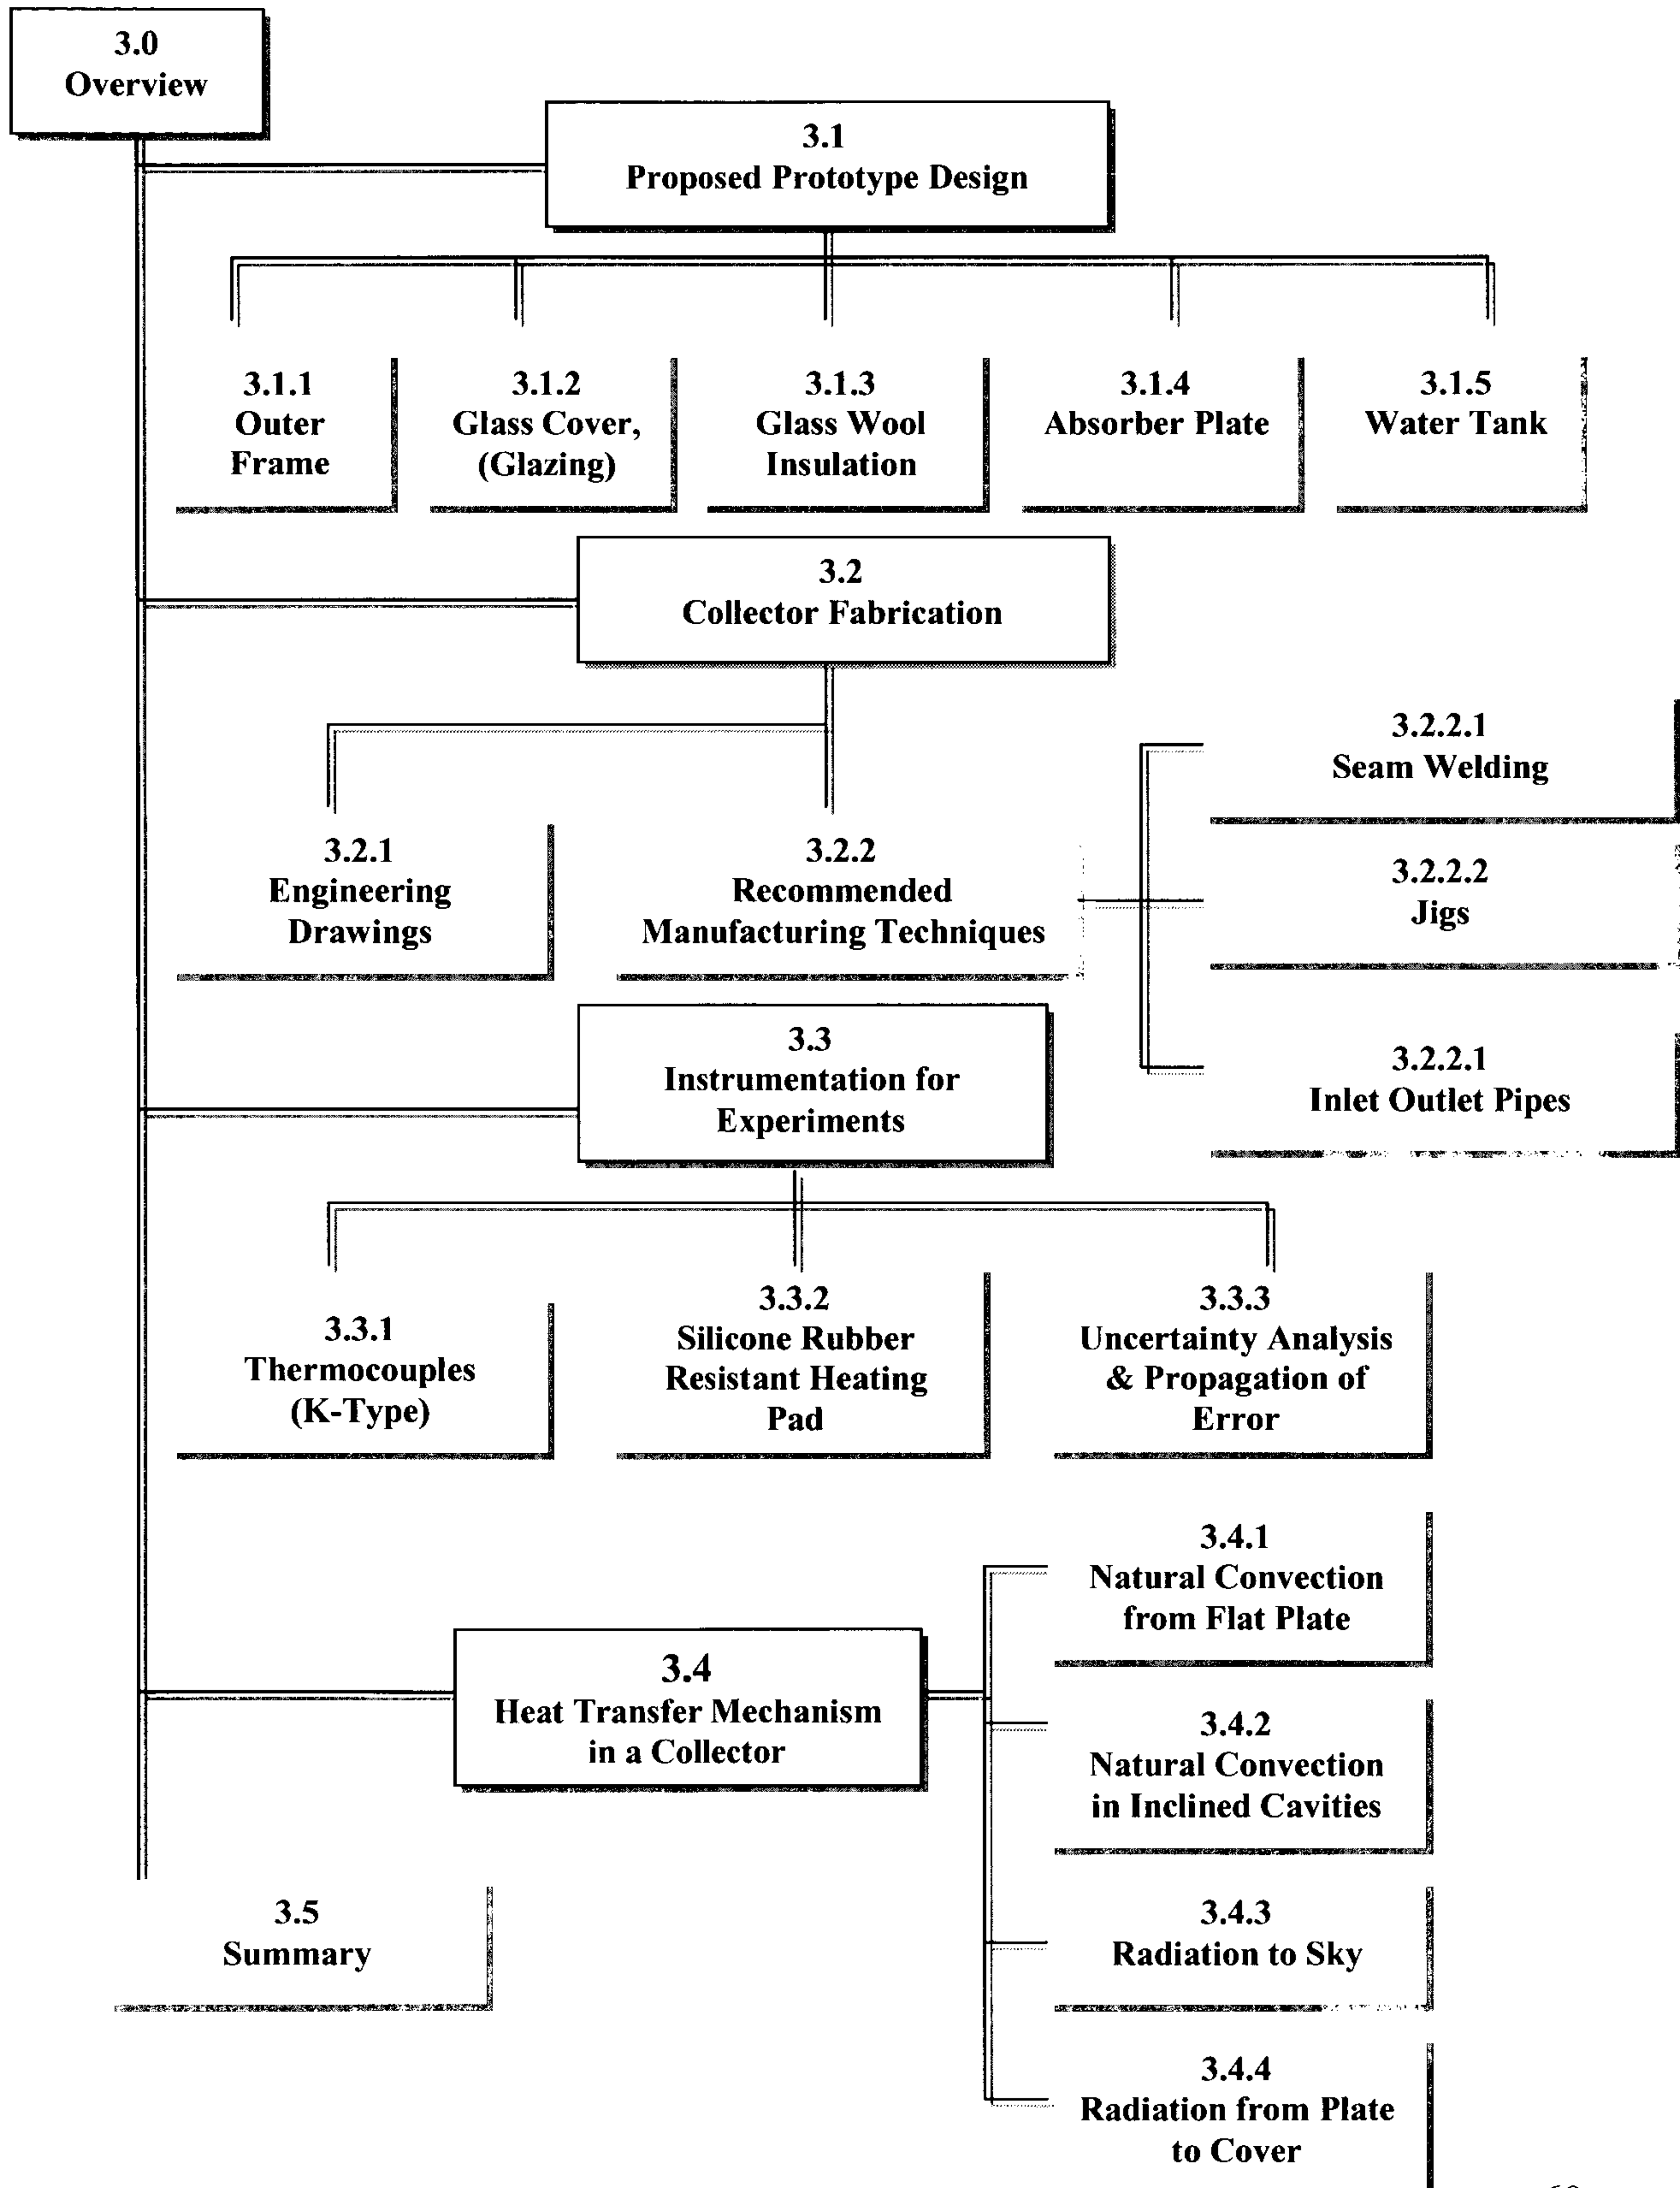 3.0
Overview
3.1
Proposed Prototype Design
3.1.1
Outer
Frame
3.1.2
Glass Cover,
(Glazing)
3.1.3
Glass Wool
Insulation
3.1.4
Absorber Plate
3.1.5
Water Tank
3.2
Collector Fabrication
3.2.1
Engineering
Drawings
3.2.2
Recommended
Manufacturing Techniques
3.2.2.1
Seam Welding
3.2.2.2
Jigs
3.2.2.1
Inlet Outlet Pipes
3.3
Instrumentation for
Experiments
3.3.1
Thermocouples
(K-Type)
3.3.2
Silicone Rubber
Resistant Heating
Pad
3.3.3
Uncertainty Analysis
& Propagation of
Error
3.4
Heat Transfer Mechanism
in a Collector
3.4.1
Natural Convection
from Flat Plate
3.4.2
Natural Convection
in Inclined Cavities
3.4.3
Radiation to Sky
3.4.4
Radiation from Plate
to Cover
3.5
Summary